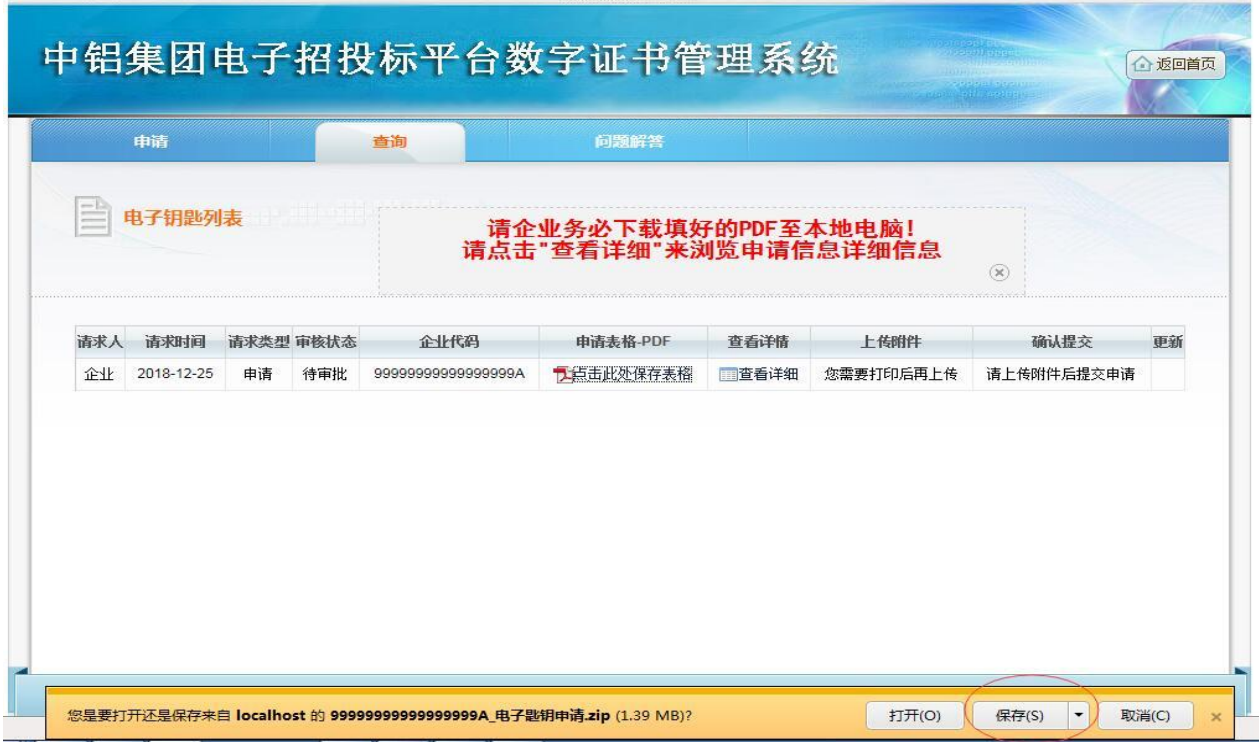 中铝集团电子招投标平台数字证书管理系统
返回首页
申请 查询 问题解答
电子钥匙列表
请企业务必下载填好的PDF至本地电脑!
请点击"查看详细"来浏览申请信息详细信息
请求人 请求时间 请求类型 审核状态 企业代码 申请表格-PDF 查看详情 上传附件 确认提交 更新
企业 2018-12-25 申请 待审批 99999999999999999A 点击此处保存表格 查看详细 您需要打印后再上传 请上传附件后提交申请
您是要打开还是保存来自 localhost 的 99999999999999999A_电子匙钥申请.zip (1.39 MB)? 打开(O) 保存(S) 取消(C)